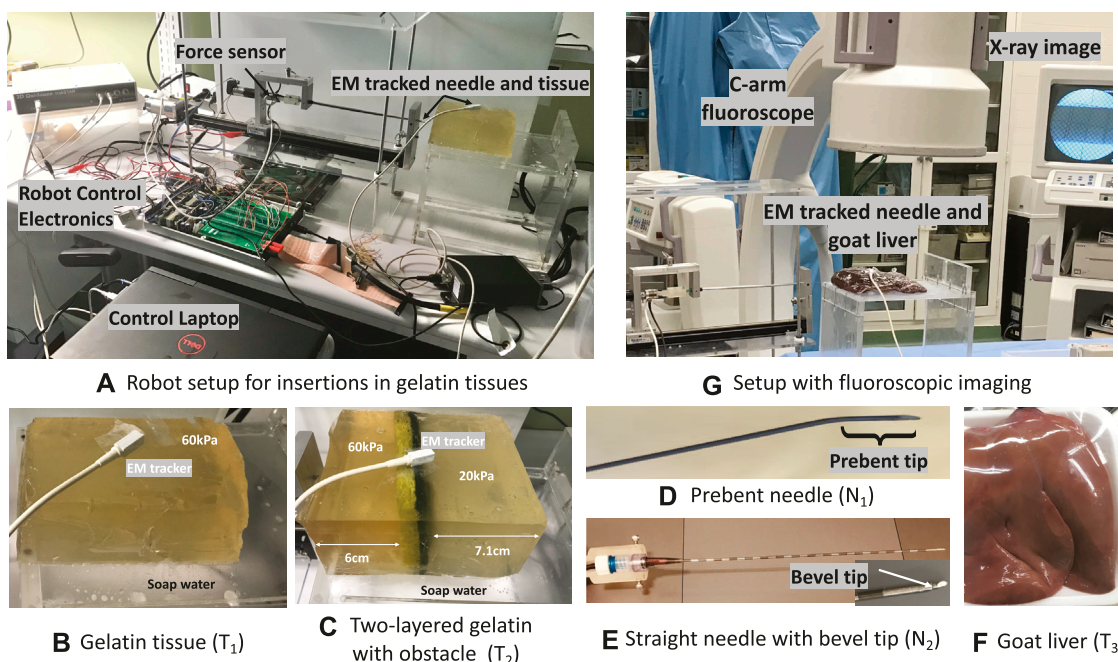 Force sensor
EM tracked needle and tissue
Robot Control
Electronics
Control Laptop
A Robot setup for insertions in gelatin tissues
X-ray image
C-arm
fluoroscope
EM tracked needle and
goat liver
G Setup with fluoroscopic imaging
60kPa
EM tracker
Soap water
B Gelatin tissue (T₁)
60kPa
EM tracker
20kPa
6cm
7.1cm
Soap water
C Two-layered gelatin
with obstacle (T₂)
Prebent tip
D Prebent needle (N₁)
Bevel tip
E Straight needle with bevel tip (N₂)
F Goat liver (T₃